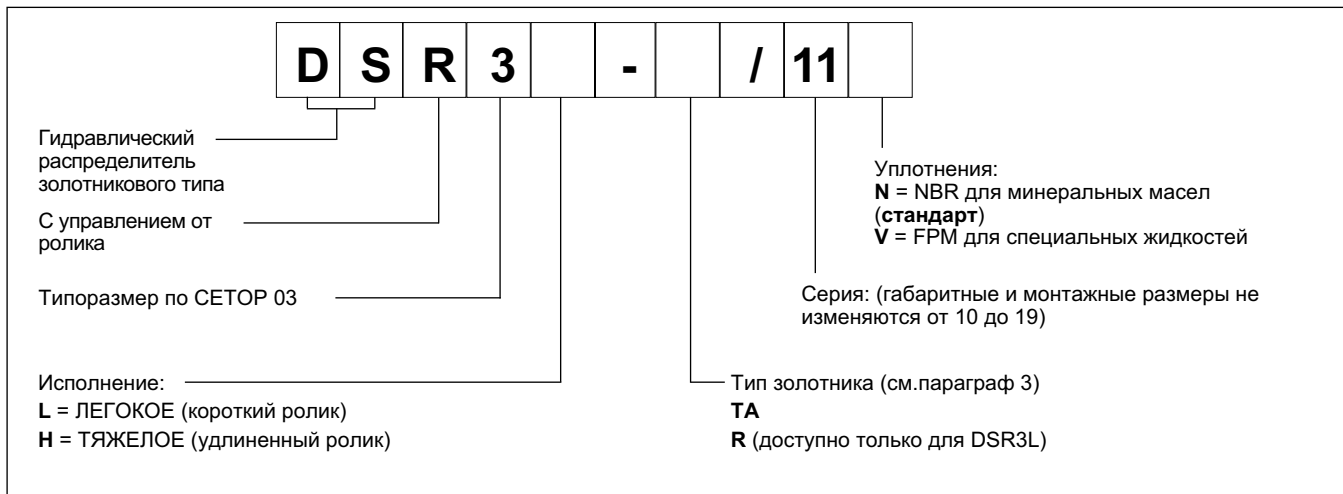 D S R 3 - / 11
Гидравлический
распределитель
золотникового типа
С управлением от
ролика
Типоразмер по CETOP 03
Исполнение:
L = ЛЕГОКОЕ (короткий ролик)
H = ТЯЖЕЛОЕ (удлиненный ролик)
Уплотнения:
N = NBR для минеральных масел
(стандарт)
V = FPM для специальных жидкостей
Серия: (габаритные и монтажные размеры не
изменяются от 10 до 19)
Тип золотника (см.параграф 3)
TA
R (доступно только для DSR3L)